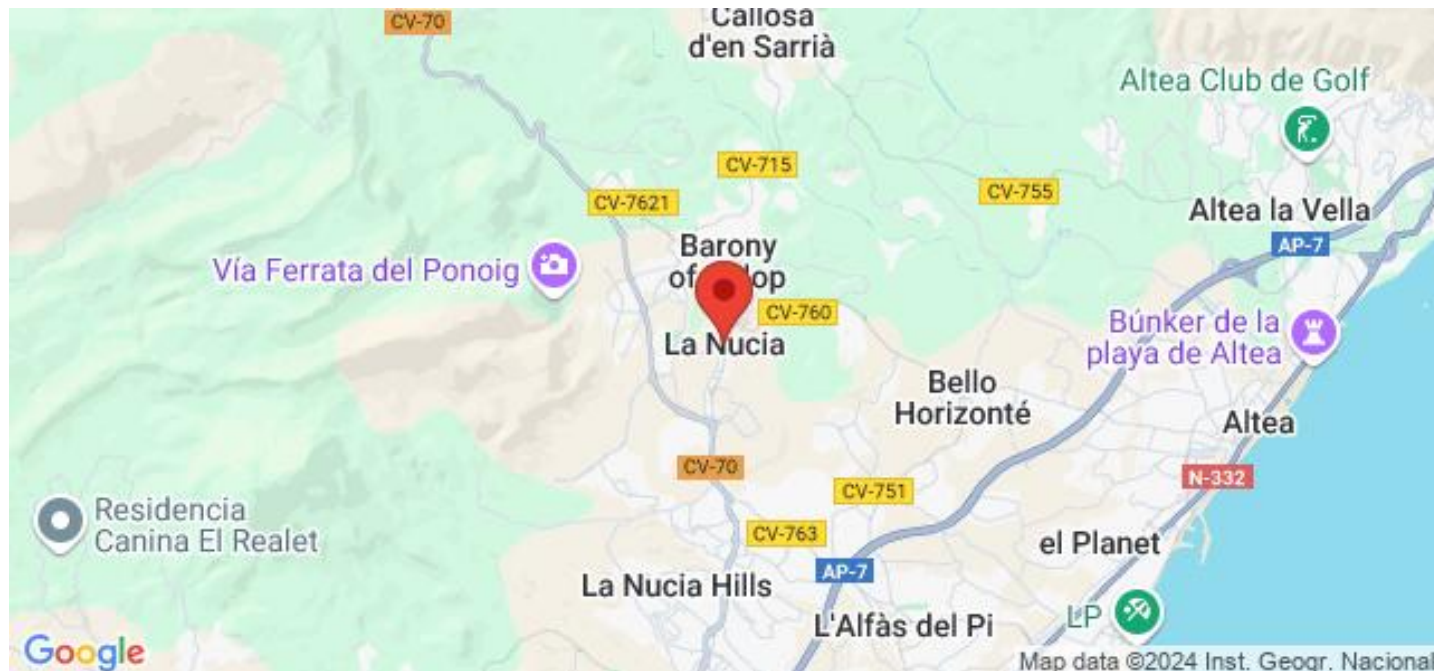 CV-70
Callosa
d'en Sarrià
Altea Club de Golf
CV-715
CV-755
CV-7621
Altea la Vella
AP-7
Barony
Vía Ferrata del Ponoig
CV-760
La Nucia
Búnker de la
playa de Altea
Bello
Horizonté
Altea
CV-70
N-332
CV-751
Residencia
Canina El Realet
CV-763
el Planet
AP-7
La Nucia Hills
L'Alfàs del Pi
LP
Google
Map data ©2024 Inst. Geogr. Nacional